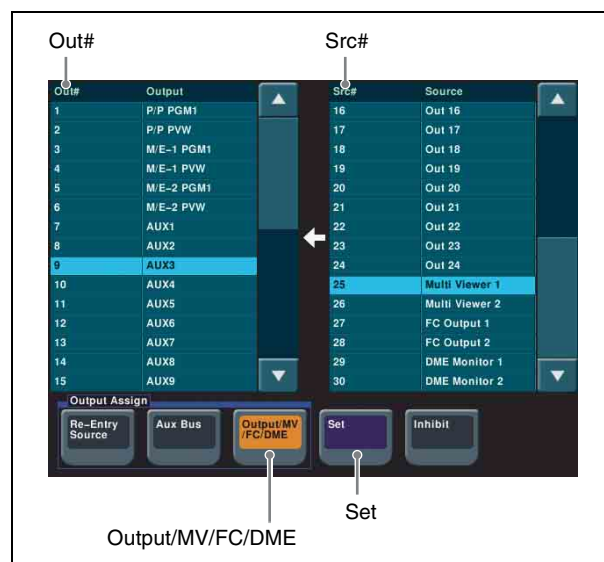 Out# Src#
Out# Output Src# Source
1 P/P PGM1 16 Out 16
2 P/P PVW 17 Out 17
3 M/E-1 PGM1 18 Out 18
4 M/E-1 PVW 19 Out 19
5 M/E-2 PGM1 20 Out 20
6 M/E-2 PVW 21 Out 21
7 AUX1 22 Out 22
8 AUX2 23 Out 23
9 AUX3 24 Out 24
10 AUX4 25 Multi Viewer 1
11 AUX5 26 Multi Viewer 2
12 AUX6 27 FC Output 1
13 AUX7 28 FC Output 2
14 AUX8 29 DME Monitor 1
15 AUX9 30 DME Monitor 2
Output Assign
Re-Entry Aux Bus Output/MV Set Inhibit
Source /FC/DME
Set
Output/MV/FC/DME